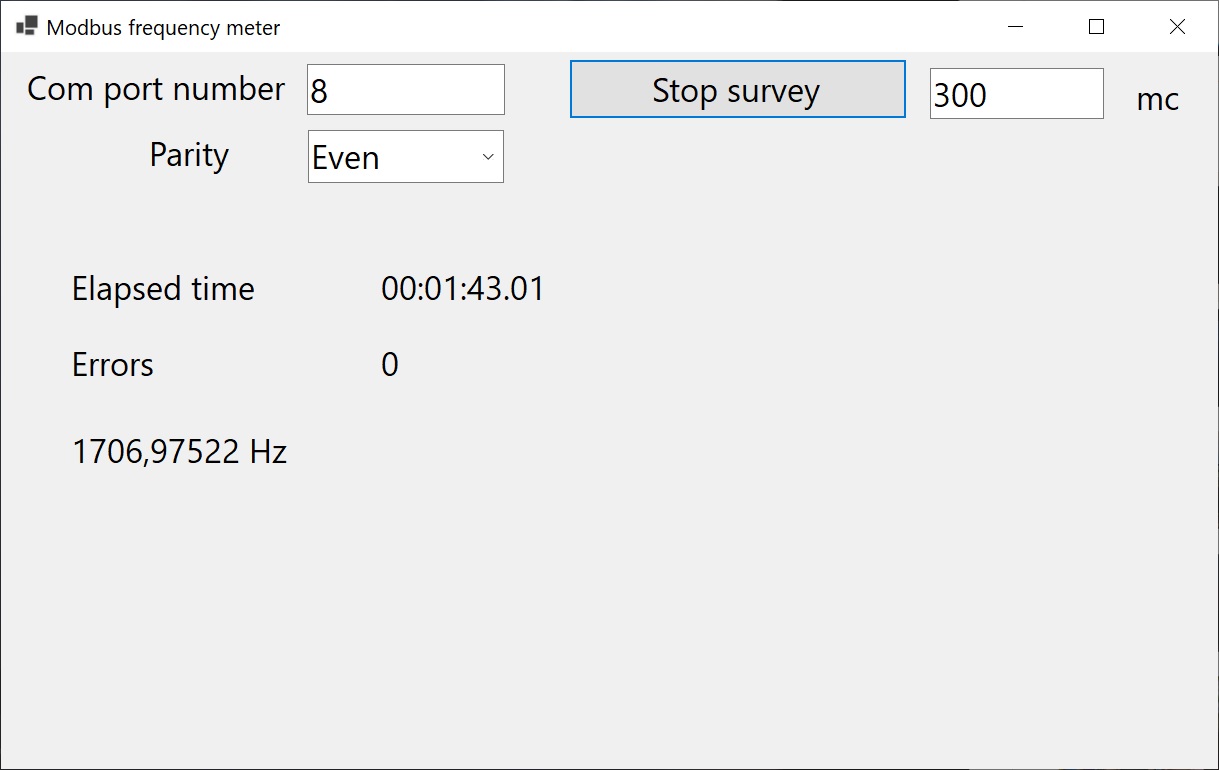 Modbus frequency meter
Com port number 8 Stop survey 300 mc
Parity Even
Elapsed time 00:01:43.01
Errors 0
1706,97522 Hz